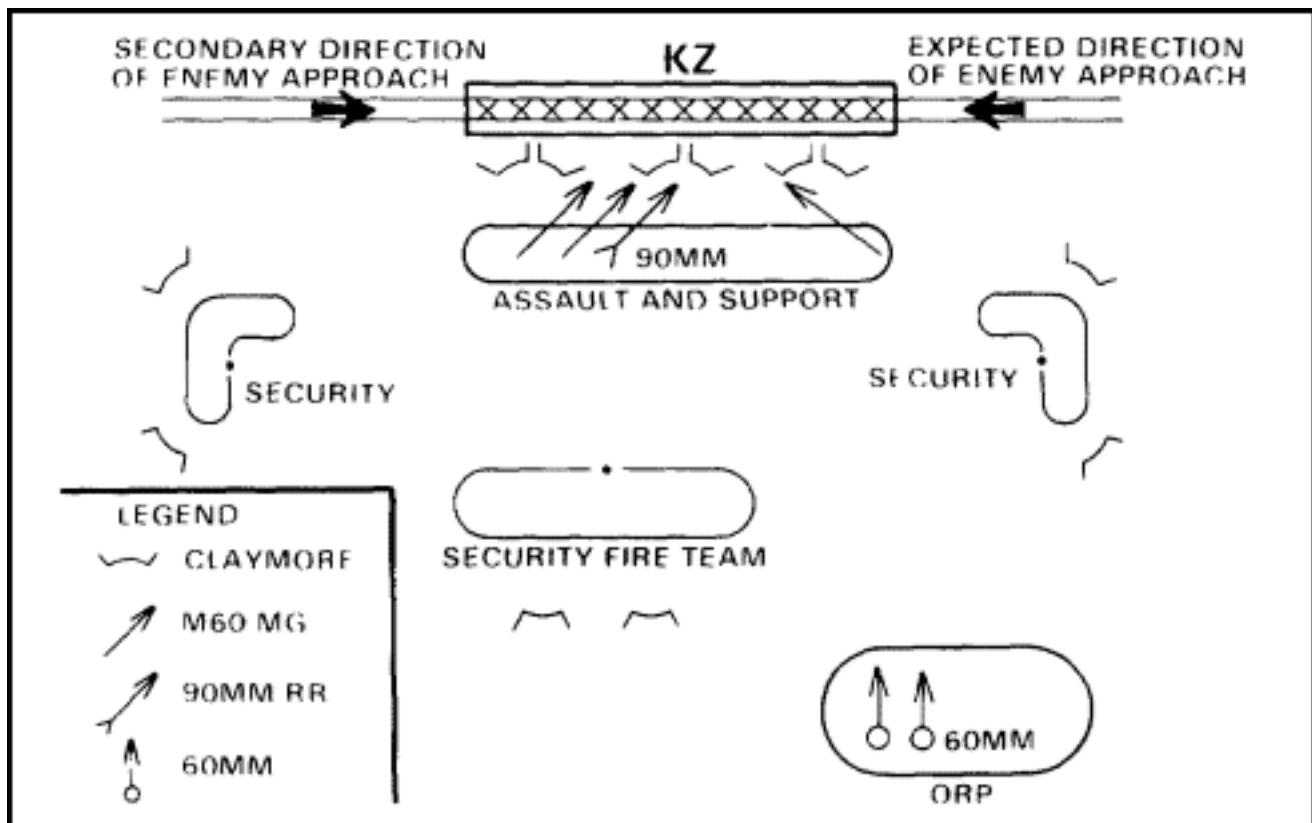 SECONDARY DIRECTION
OF ENEMY APPROACH
KZ
EXPECTED DIRECTION
OF ENEMY APPROACH
90MM
ASSAULT AND SUPPORT
SECURITY
SECURITY
SECURITY FIRE TEAM
LEGEND
CLAYMORE
M60 MG
90MM RR
60MM
60MM
ORP